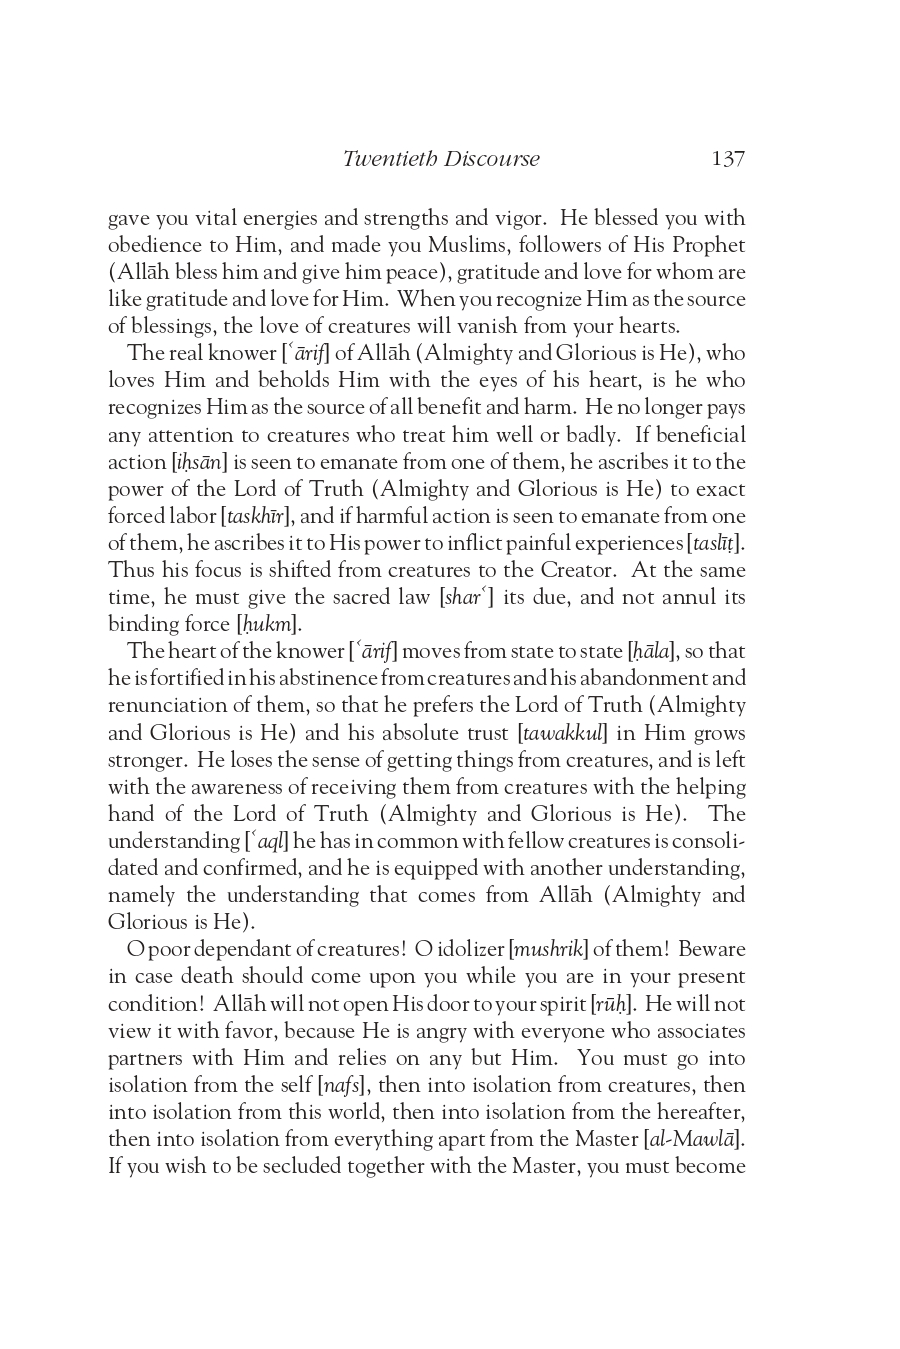 Twentieth Discourse 137
gave you vital energies and strengths and vigor. He blessed you with
obedience to Him, and made you Muslims, followers of His Prophet
(Allāh bless him and give him peace), gratitude and love for whom are
like gratitude and love for Him. When you recognize Him as the source
of blessings, the love of creatures will vanish from your hearts.
The real knower [ʿārif] of Allāh (Almighty and Glorious is He), who
loves Him and beholds Him with the eyes of his heart, is he who
recognizes Him as the source of all benefit and harm. He no longer pays
any attention to creatures who treat him well or badly. If beneficial
action [iḥsān] is seen to emanate from one of them, he ascribes it to the
power of the Lord of Truth (Almighty and Glorious is He) to exact
forced labor [taskhīr], and if harmful action is seen to emanate from one
of them, he ascribes it to His power to inflict painful experiences [taslīṭ].
Thus his focus is shifted from creatures to the Creator. At the same
time, he must give the sacred law [sharʿ] its due, and not annul its
binding force [ḥukm].
The heart of the knower [ʿārif] moves from state to state [ḥāla], so that
he is fortified in his abstinence from creatures and his abandonment and
renunciation of them, so that he prefers the Lord of Truth (Almighty
and Glorious is He) and his absolute trust [tawakkul] in Him grows
stronger. He loses the sense of getting things from creatures, and is left
with the awareness of receiving them from creatures with the helping
hand of the Lord of Truth (Almighty and Glorious is He). The
understanding [ʿaql] he has in common with fellow creatures is consoli-
dated and confirmed, and he is equipped with another understanding,
namely the understanding that comes from Allāh (Almighty and
Glorious is He).
O poor dependant of creatures! O idolizer [mushrik] of them! Beware
in case death should come upon you while you are in your present
condition! Allāh will not open His door to your spirit [rūḥ]. He will not
view it with favor, because He is angry with everyone who associates
partners with Him and relies on any but Him. You must go into
isolation from the self [nafs], then into isolation from creatures, then
into isolation from this world, then into isolation from the hereafter,
then into isolation from everything apart from the Master [al-Mawlā].
If you wish to be secluded together with the Master, you must become